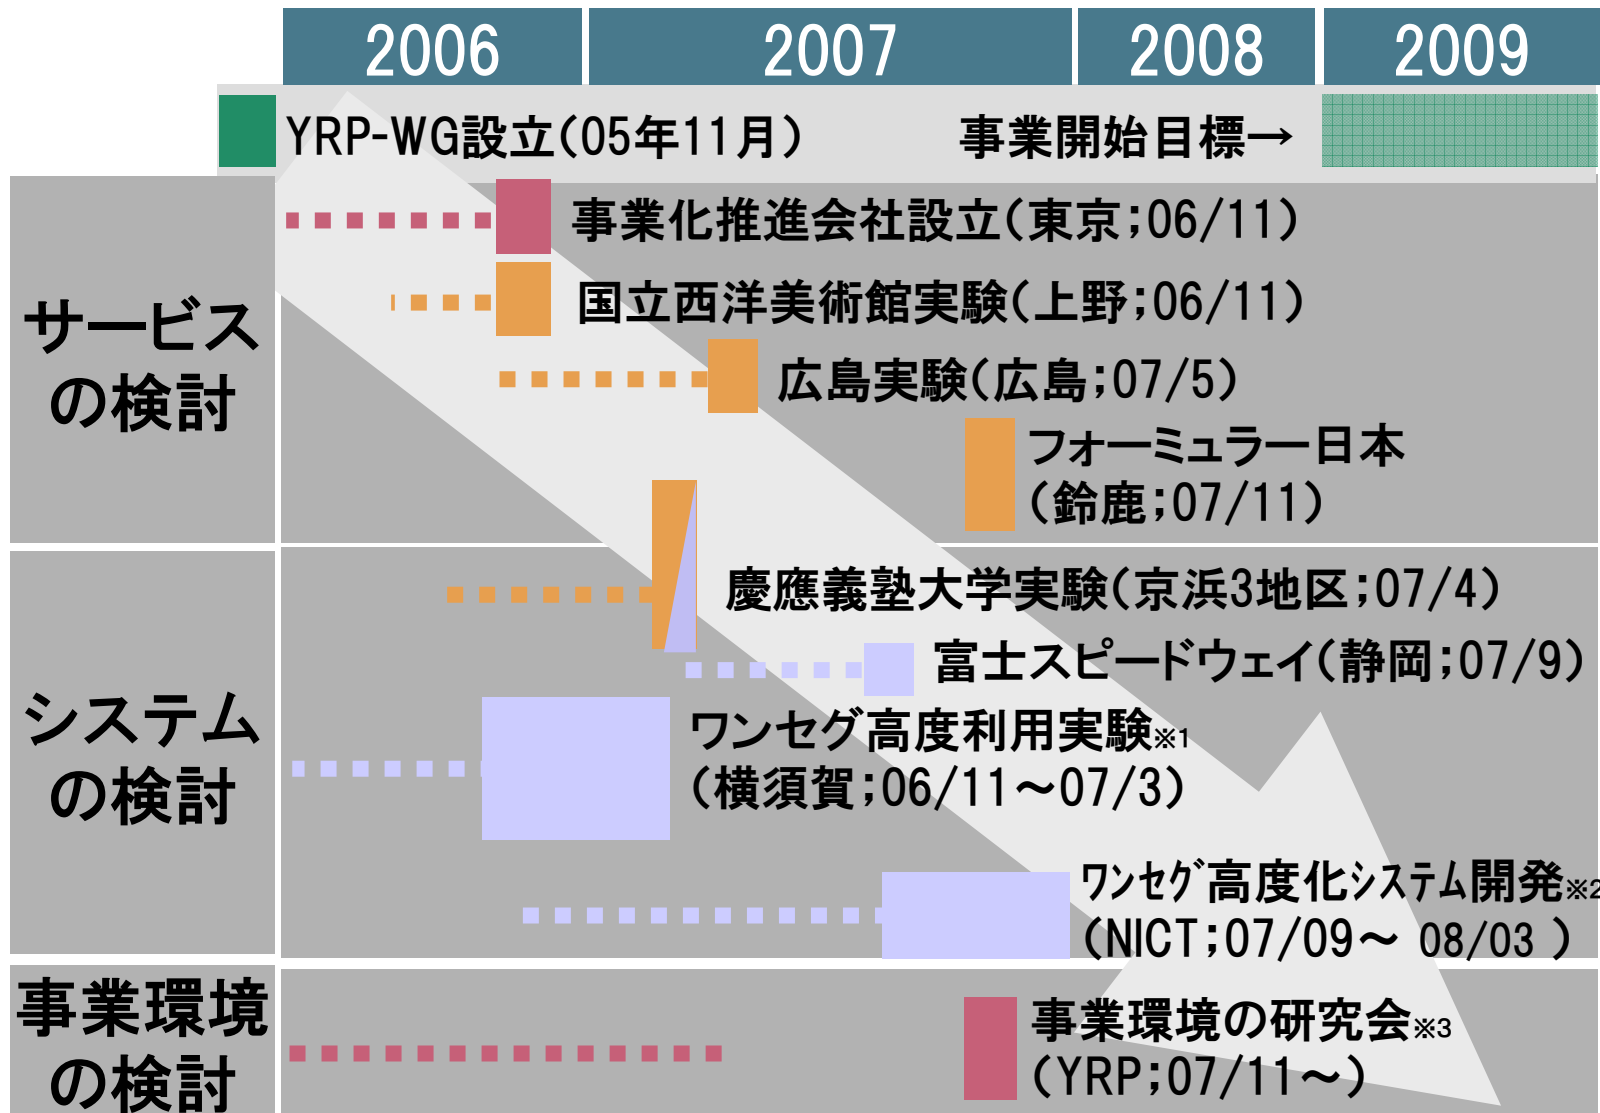 2006 2007 2008 2009
YRP-WG設立(05年11月) 事業開始目標→
サービス
の検討
事業化推進会社設立(東京;06/11)
国立西洋美術館実験(上野;06/11)
広島実験(広島;07/5)
フォーミュラー日本
(鈴鹿;07/11)
システム
の検討
慶應義塾大学実験(京浜3地区;07/4)
富士スピードウェイ(静岡;07/9)
ワンセグ高度利用実験※1
(横須賀;06/11～07/3)
ﾜﾝｾｸﾞ高度化ｼｽﾃﾑ開発※2
(NICT;07/09～ 08/03 )
事業環境
の検討
事業環境の研究会※3
(YRP;07/11～)